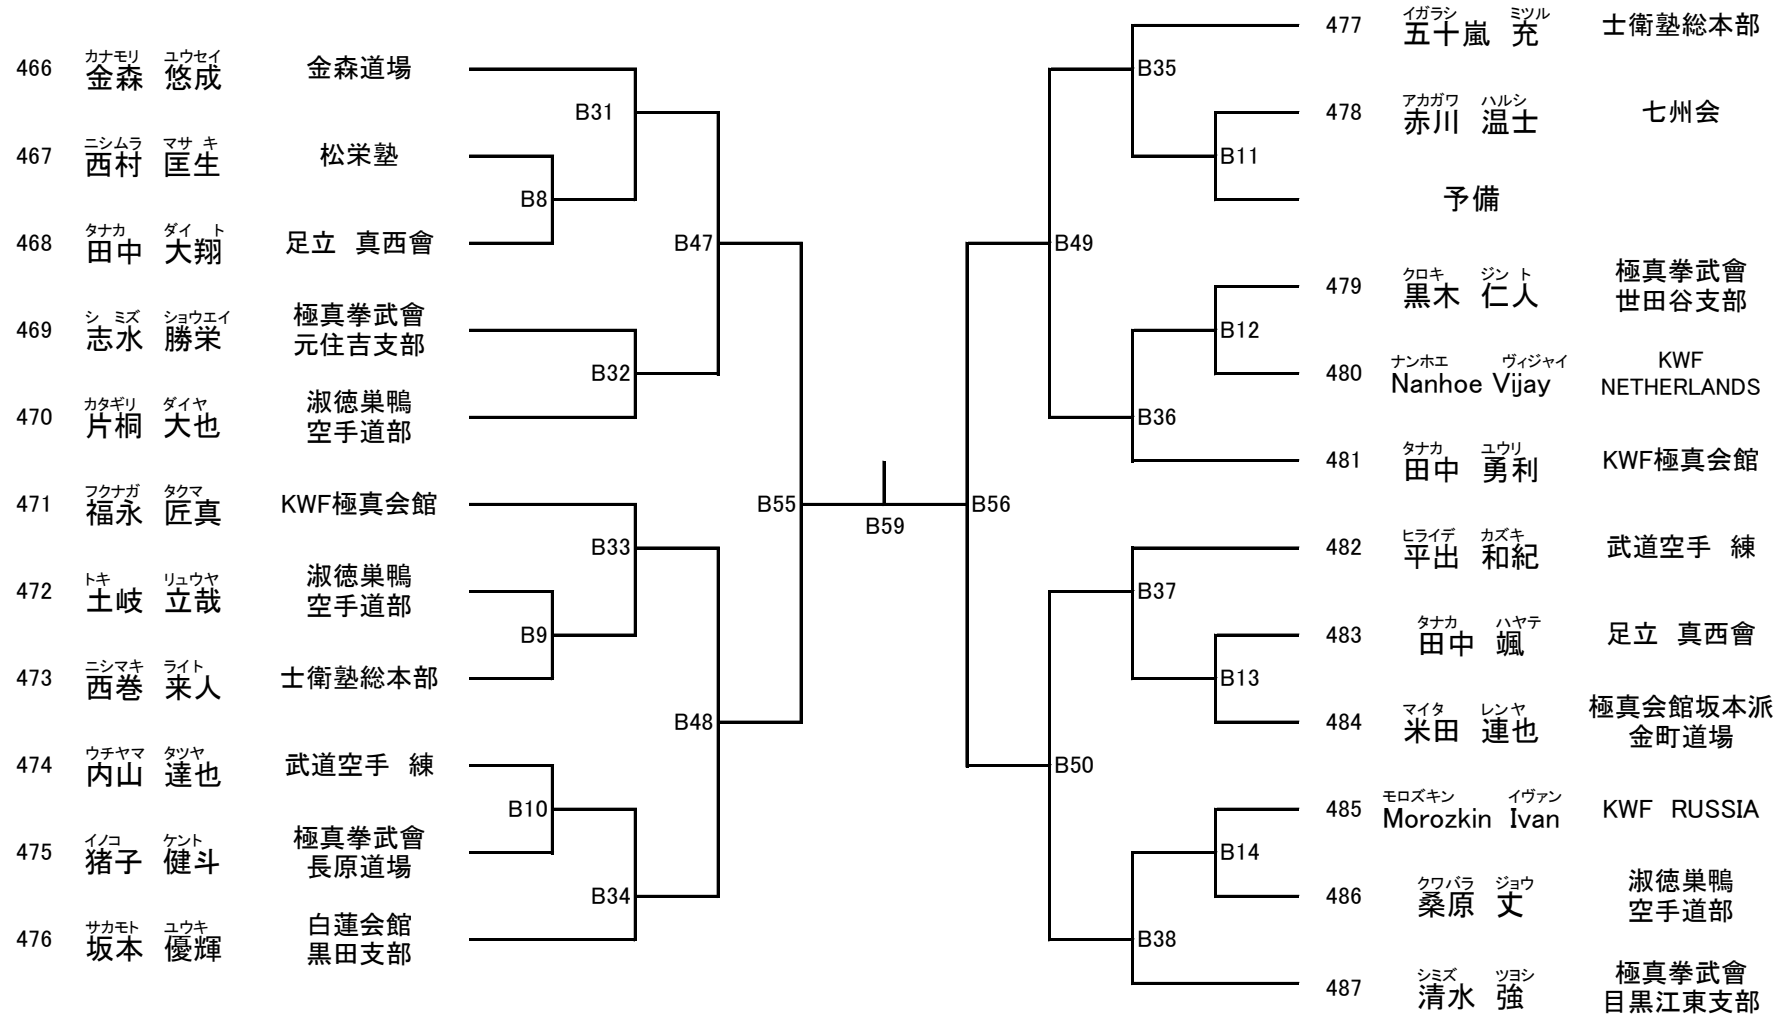 カナモリ ユウセイ
466 金森 悠成 金森道場
B31
ニシムラ マサ キ
467 西村 匡生 松栄塾
B8
タナカ ダイ ト
468 田中 大翔 足立 真西會
B47
シ ミズ ショウエイ
469 志水 勝栄 極真拳武會
元住吉支部
B32
カタギリ ダイヤ
470 片桐 大也 淑徳巣鴨
空手道部
フクナガ タクマ
471 福永 匠真 KWF極真会館
B55
B33
トキ リュウヤ
472 土岐 立哉 淑徳巣鴨
空手道部
B9
ニシマキ ライト
473 西巻 来人 士衛塾総本部
B48
ウチヤマ タツヤ
474 内山 達也 武道空手 練
B10
イノコ ケント
475 猪子 健斗 極真拳武會
長原道場
B34
サカモト ユウキ
476 坂本 優輝 白蓮会館
黒田支部
B59
イガラシ ミツル
477 五十嵐 充 士衛塾総本部
B35
アカガワ ハルシ
478 赤川 温士 七州会
B11
予備
B49
クロキ ジン ト
479 黒木 仁人 極真拳武會
世田谷支部
B12
ナンホエ ヴィジャイ
480 Nanhoe Vijay KWF
NETHERLANDS
B36
タナカ ユウリ
481 田中 勇利 KWF極真会館
B56
ヒライデ カズキ
482 平出 和紀 武道空手 練
B37
タナカ ハヤテ
483 田中 颯 足立 真西會
B13
マイタ レンヤ
484 米田 連也 極真会館坂本派
金町道場
B50
モロズキン イヴァン
485 Morozkin Ivan KWF RUSSIA
B14
クワバラ ジョウ
486 桑原 丈 淑徳巣鴨
空手道部
B38
シミズ ツヨシ
487 清水 強 極真拳武會
目黒江東支部